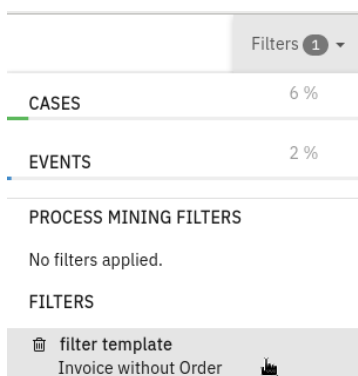 Filters 1
CASES 6 %
EVENTS 2 %
PROCESS MINING FILTERS
No filters applied.
FILTERS
filter template
Invoice without Order